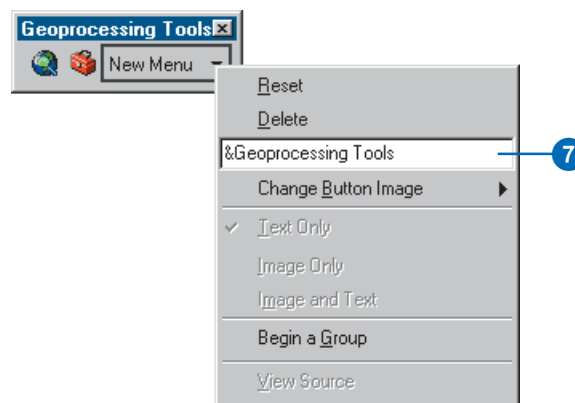 Geoprocessing Tools
New Menu
Reset
Delete
&Geoprocessing Tools
7
Change Button Image
Text Only
Image Only
Image and Text
Begin a Group
View Source